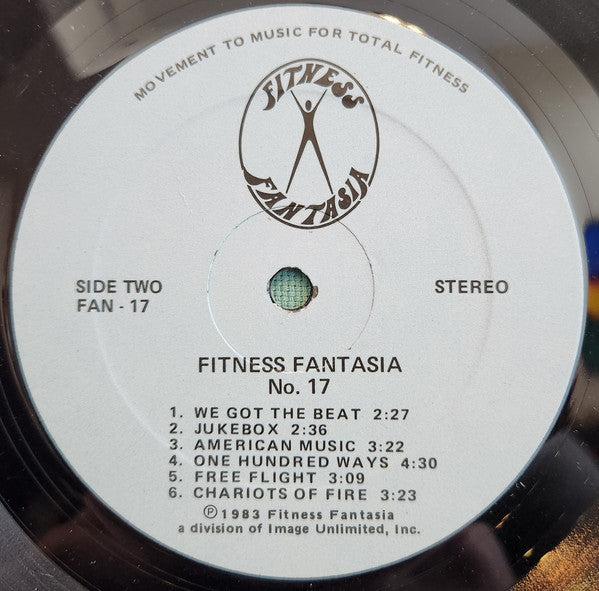 MOVEMENT TO MUSIC FOR TOTAL FITNESS
FITNESS
FANTASIA
SIDE TWO
FAN - 17
STEREO
FITNESS FANTASIA
No. 17
1. WE GOT THE BEAT 2:27
2. JUKEBOX 2:36
3. AMERICAN MUSIC 3:22
4. ONE HUNDRED WAYS 4:30
5. FREE FLIGHT 3:09
6. CHARIOTS OF FIRE 3:23
℗1983 Fitness Fantasia
a division of Image Unlimited, Inc.